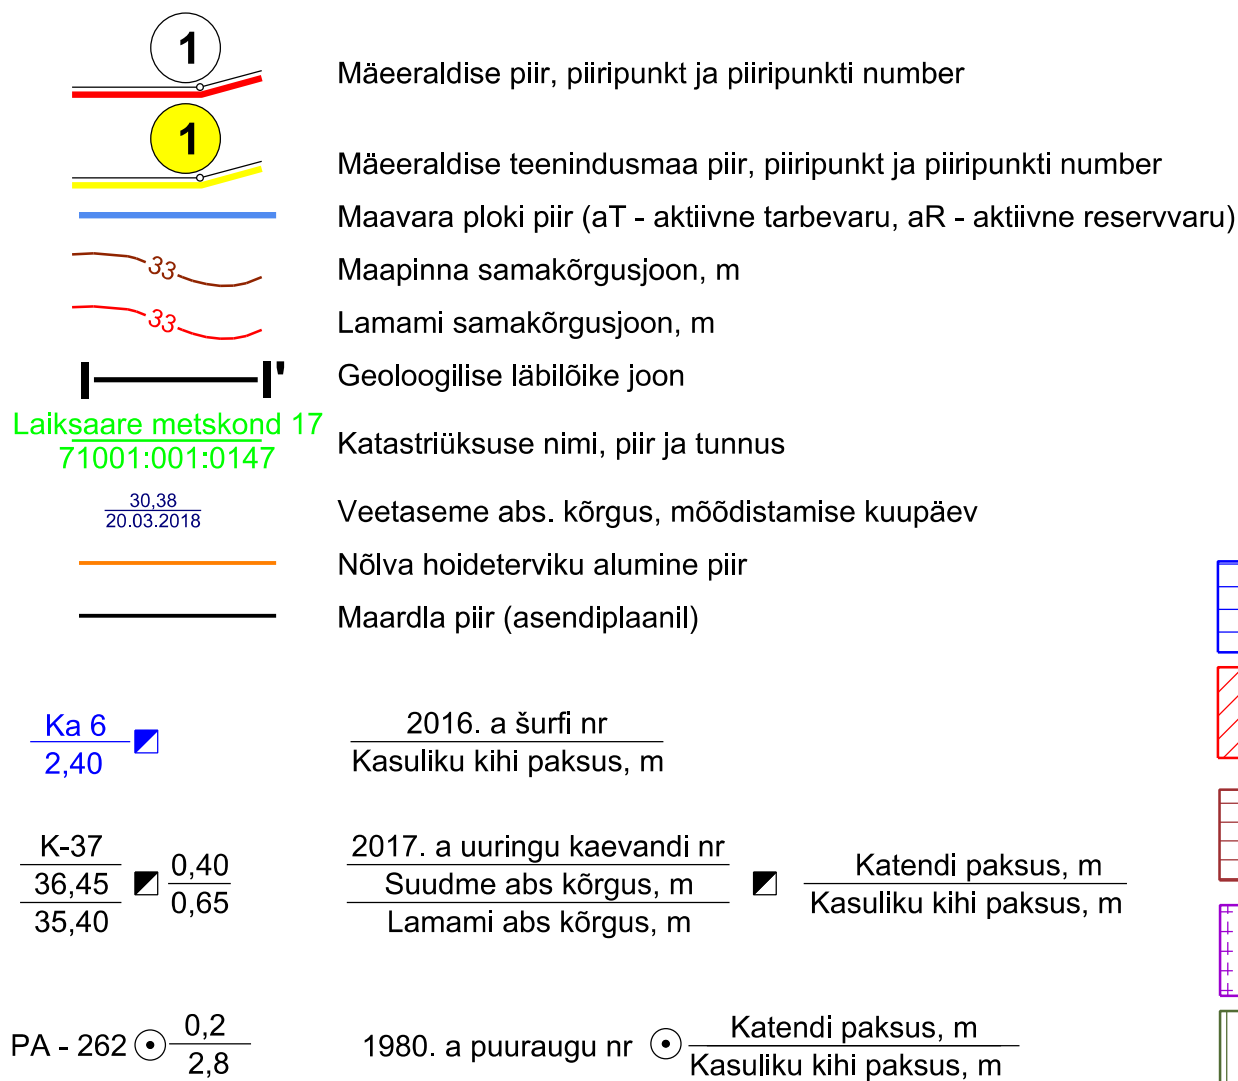 1
Mäeeraldise piir, piiripunkt ja piiripunkti number
1
Mäeeraldise teenindusmaa piir, piiripunkt ja piiripunkti number
Maavara ploki piir (aT - aktiivne tarbevaru, aR - aktiivne reservvaru)
33
Maapinna samakõrgusjoon, m
33
Lamami samakõrgusjoon, m
I I'
Geoloogilise läbilõike joon
Laiksaare metskond 17
71001:001:0147
Katastriüksuse nimi, piir ja tunnus
30,38
20.03.2018
Veetaseme abs. kõrgus, mõõdistamise kuupäev
Nõlva hoideterviku alumine piir
Maardla piir (asendiplaanil)
Ka 6
2,40
2016. a šurfi nr
Kasuliku kihi paksus, m
K-37
36,45
35,40
0,40
0,65
2017. a uuringu kaevandi nr
Suudme abs kõrgus, m
Lamami abs kõrgus, m
Katendi paksus, m
Kasuliku kihi paksus, m
PA - 262
0,2
2,8
1980. a puuraugu nr
Katendi paksus, m
Kasuliku kihi paksus, m